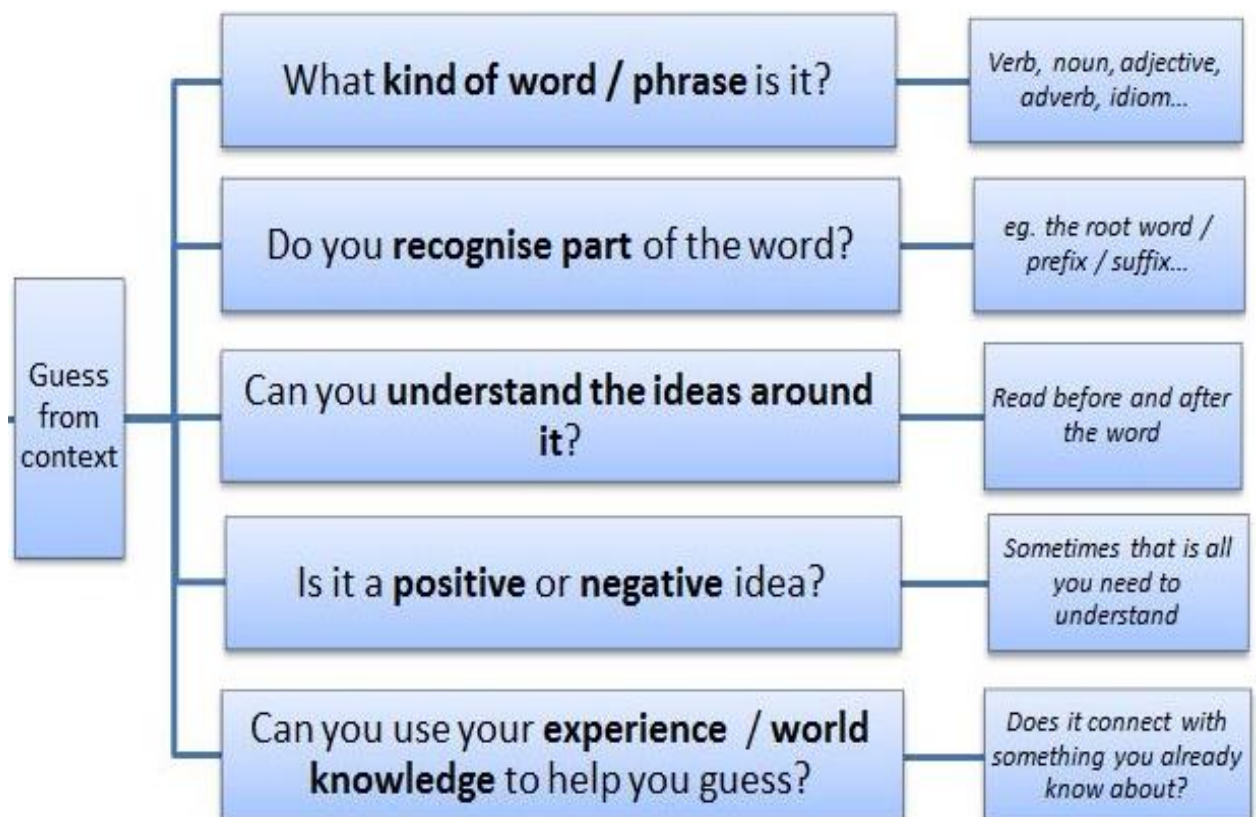 What kind of word / phrase is it?
Verb, noun, adjective,
adverb, idiom...
Do you recognise part of the word?
eg. the root word /
prefix / suffix...
Guess
from
context
Can you understand the ideas around
it?
Read before and after
the word
Is it a positive or negative idea?
Sometimes that is all
you need to
understand
Can you use your experience / world
knowledge to help you guess?
Does it connect with
something you already
know about?